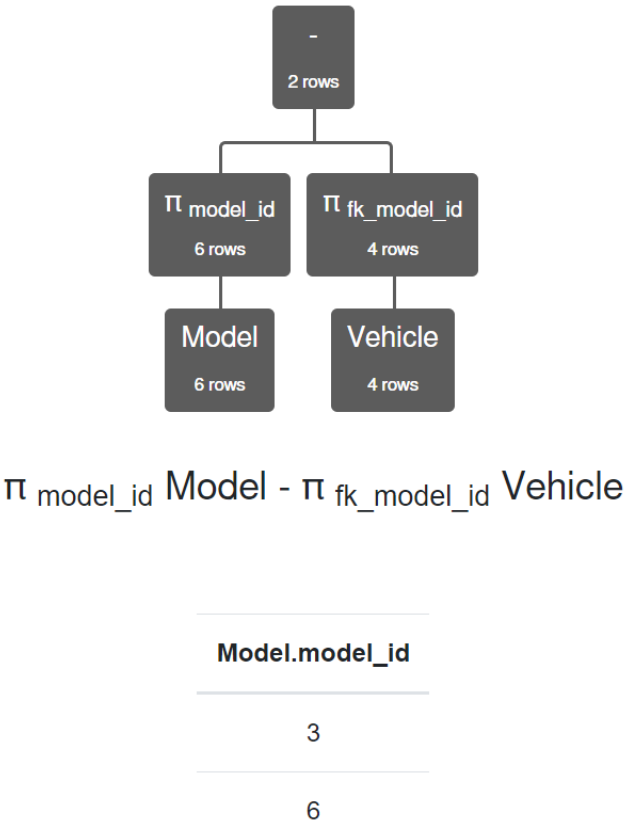 -
2 rows
π model_id
6 rows
π fk_model_id
4 rows
Model
6 rows
Vehicle
4 rows
π model_id Model - π fk_model_id Vehicle
Model.model_id
3
6